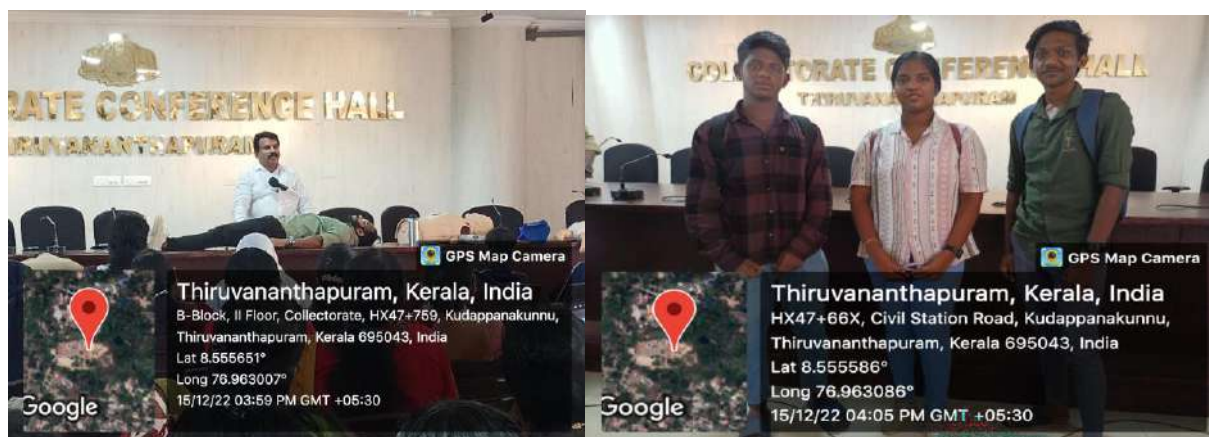 RATE CONFERENCE HALL
GPS Map Camera
Thiruvananthapuram, Kerala, India
B-Block, II Floor, Collectorate, HX47+759, Kudappanakunnu,
Thiruvananthapuram, Kerala 695043, India
Lat 8.555651°
Long 76.963007°
15/12/22 03:59 PM GMT +05:30
Google
GPS Map Camera
Thiruvananthapuram, Kerala, India
HX47+66X, Civil Station Road, Kudappanakunnu,
Thiruvananthapuram, Kerala 695043, India
Lat 8.555586°
Long 76.963086°
15/12/22 04:05 PM GMT +05:30
Google